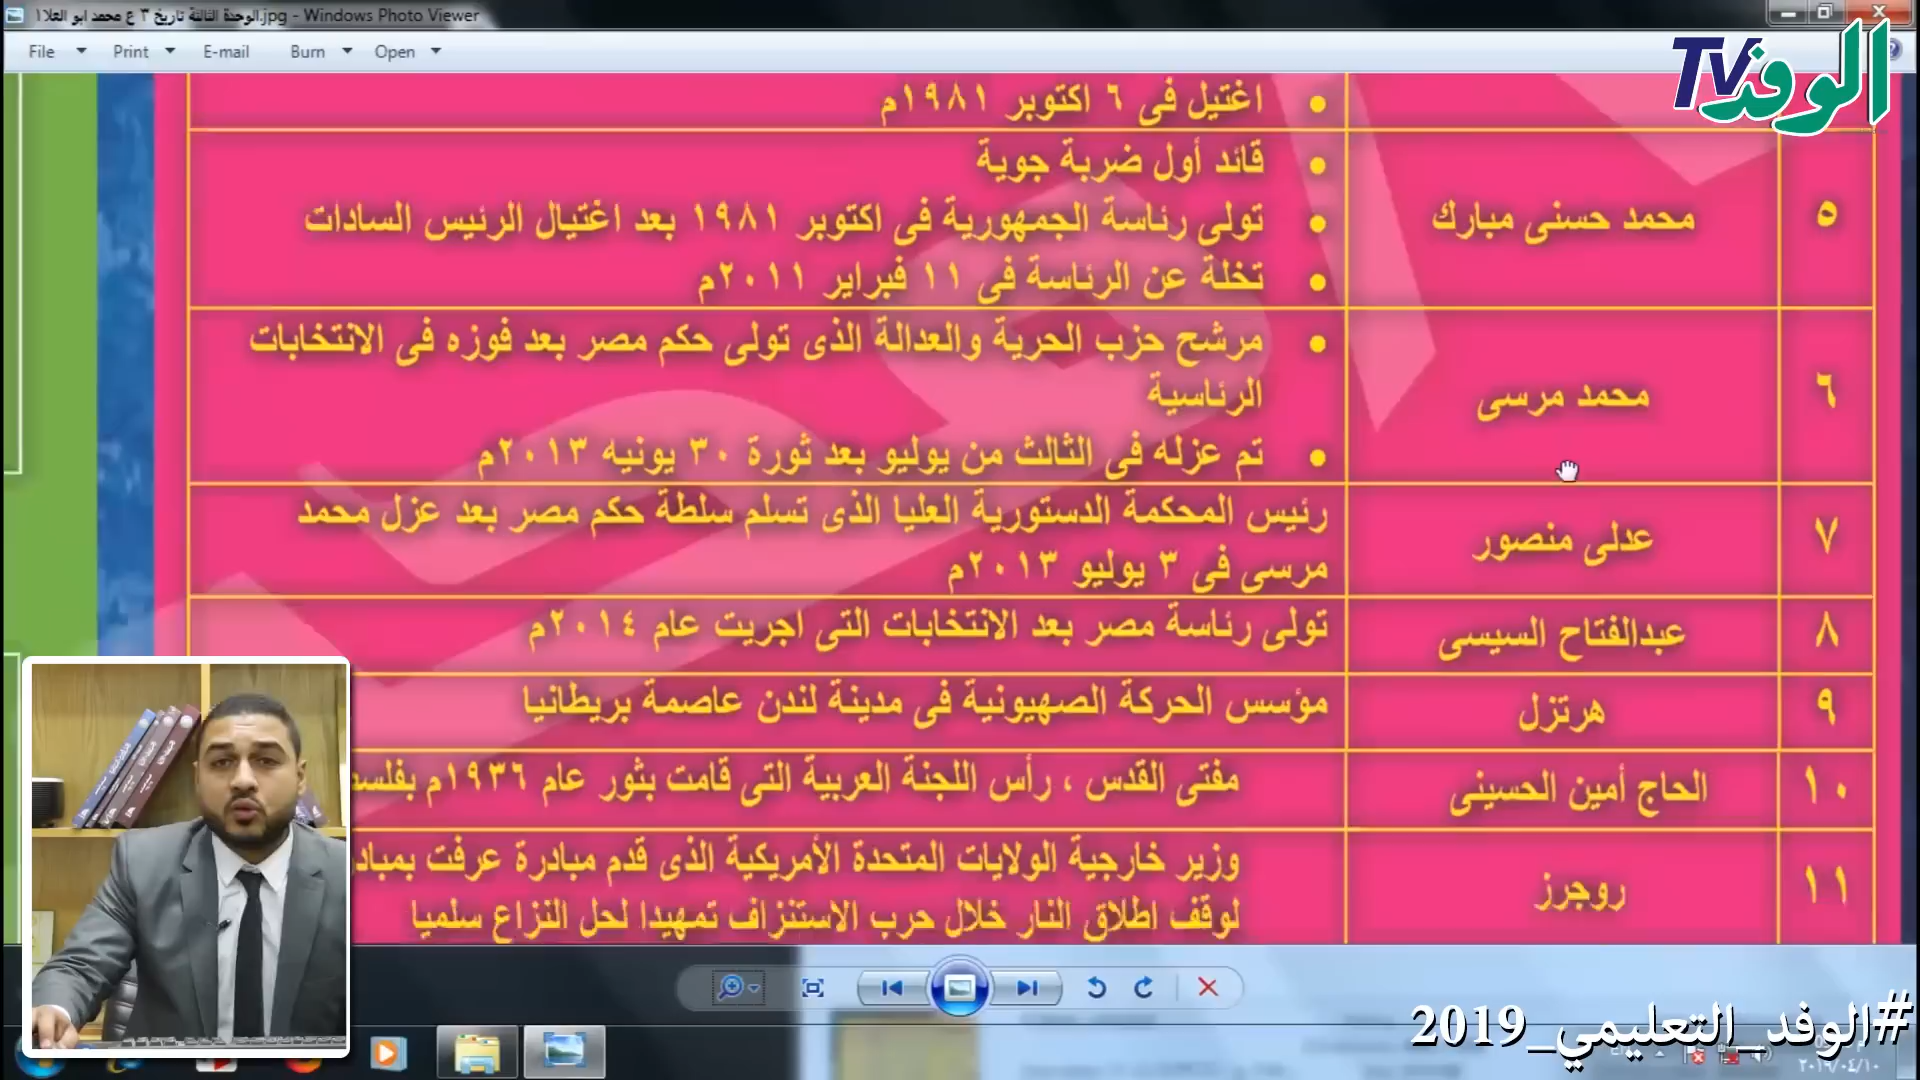 الوحدة الثالثة تاريخ ٣ ع محمد ابو العلا١.jpg - Windows Photo Viewer
File Print E-mail Burn Open
الوفد TV
اغتيل فى ٦ اكتوبر ١٩٨١م
٥
محمد حسنى مبارك
قائد أول ضربة جوية
تولى رئاسة الجمهورية فى اكتوبر ١٩٨١ بعد اغتيال الرئيس السادات
تخلة عن الرئاسة فى ١١ فبراير ٢٠١١م
٦
محمد مرسى
مرشح حزب الحرية والعدالة الذى تولى حكم مصر بعد فوزه فى الانتخابات
الرئاسية
تم عزله فى الثالث من يوليو بعد ثورة ٣٠ يونيه ٢٠١٣م
٧
عدلى منصور
رئيس المحكمة الدستورية العليا الذى تسلم سلطة حكم مصر بعد عزل محمد
مرسى فى ٣ يوليو ٢٠١٣م
٨
عبدالفتاح السيسى
تولى رئاسة مصر بعد الانتخابات التى اجريت عام ٢٠١٤م
٩
هرتزل
مؤسس الحركة الصهيونية فى مدينة لندن عاصمة بريطانيا
١٠
الحاج أمين الحسينى
مفتى القدس ، رأس اللجنة العربية التى قامت بثور عام ١٩٣٦م
١١
روجرز
وزير خارجية الولايات المتحدة الأمريكية الذى قدم مبادرة عرفت
لوقف اطلاق النار خلال حرب الاستنزاف تمهيدا لحل النزاع سلميا
#الوفد_التعليمي_2019
٢٠١٩/٠٤/١٠